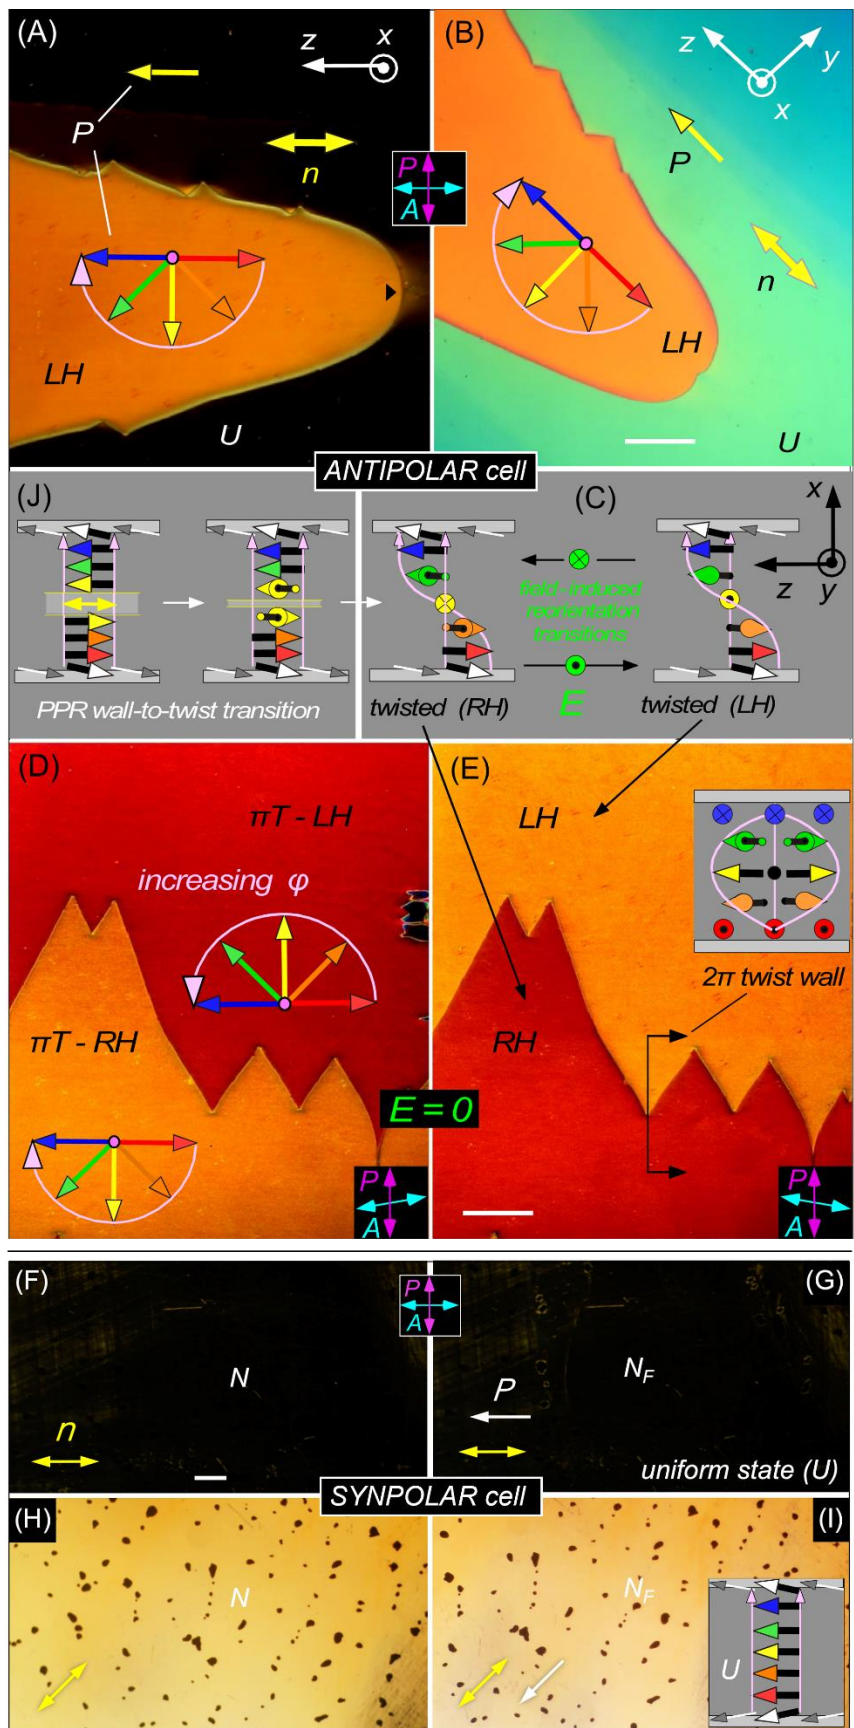 (A)
z
x
P
n
LH
U
P
A
(B)
z
y
x
P
n
LH
U
ANTIPOLAR cell
(J)
PPR wall-to-twist transition
(C)
x
z
y
field-induced
reorientation
transitions
E
twisted (RH)
twisted (LH)
(D)
πT - LH
increasing φ
πT - RH
E = 0
P
A
(E)
LH
RH
2π twist wall
P
A
(F)
N
n
P
A
(G)
P
NF
uniform state (U)
SYNPOLAR cell
(H)
N
(I)
NF
U